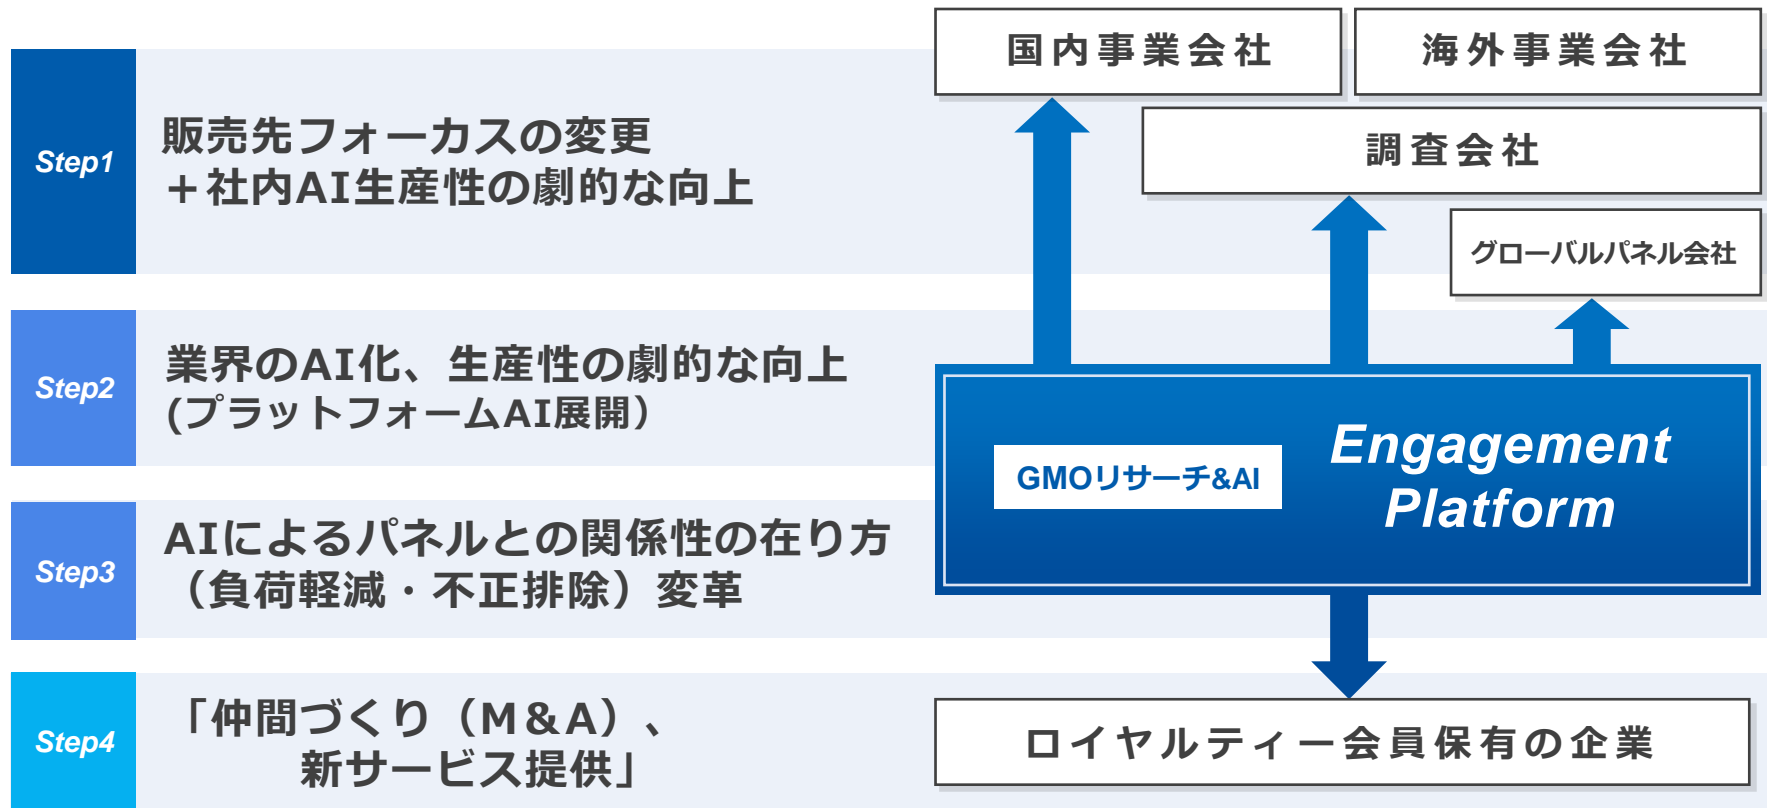 Step1
販売先フォーカスの変更
＋社内AI生産性の劇的な向上
Step2
業界のAI化、生産性の劇的な向上
(プラットフォームAI展開）
Step3
AIによるパネルとの関係性の在り方
（負荷軽減・不正排除）変革
Step4
「仲間づくり（M＆A）、
新サービス提供」
国内事業会社
海外事業会社
調査会社
グローバルパネル会社
GMOリサーチ&AI
Engagement
Platform
ロイヤルティー会員保有の企業